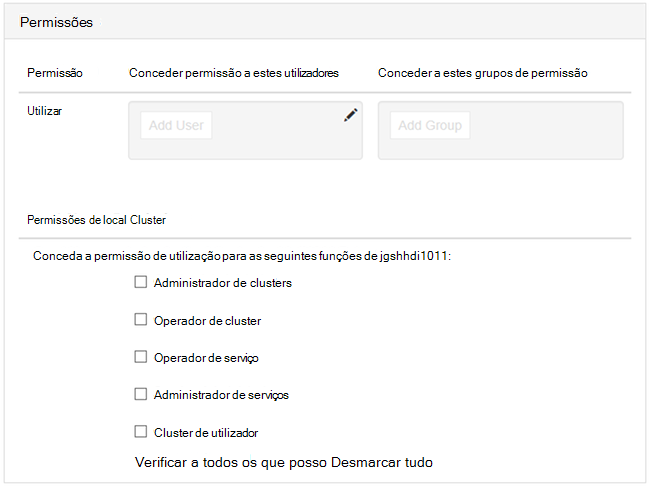 Permissões
Permissão Conceder permissão a estes utilizadores Conceder a estes grupos de permissão
Utilizar Add User Add Group
Permissões de local Cluster
Conceda a permissão de utilização para as seguintes funções de jgshhdi1011:
Administrador de clusters
Operador de cluster
Operador de serviço
Administrador de serviços
Cluster de utilizador
Verificar a todos os que posso Desmarcar tudo